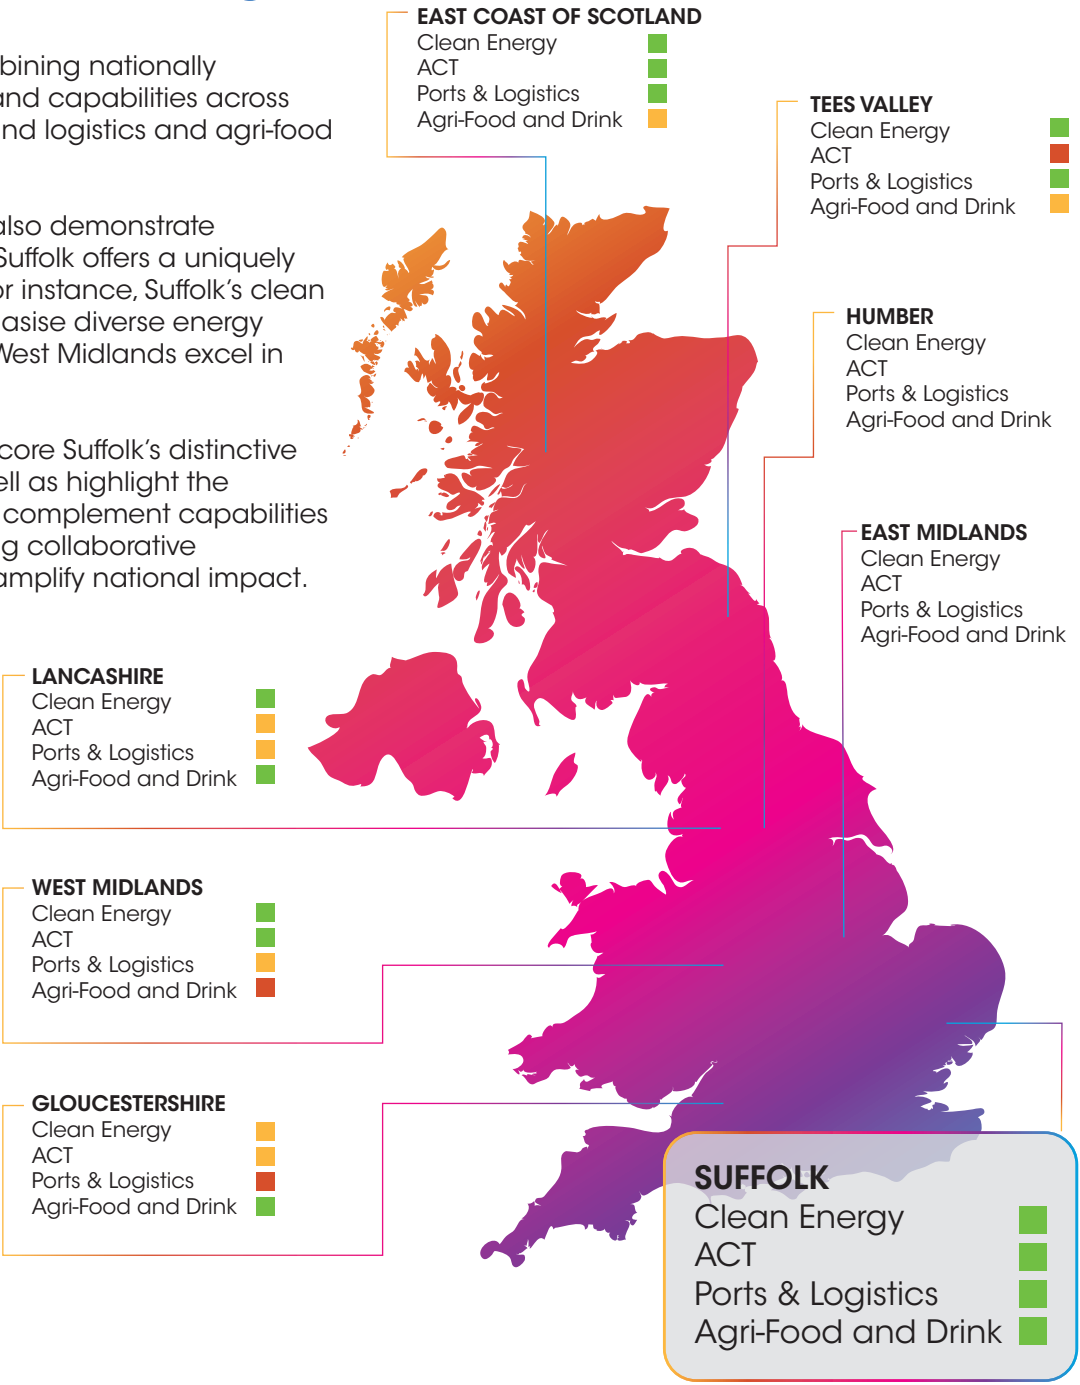 bining nationally
and capabilities across
nd logistics and agri-food
also demonstrate
Suffolk offers a uniquely
or instance, Suffolk's clean
asise diverse energy
West Midlands excel in
core Suffolk's distinctive
ell as highlight the
complement capabilities
g collaborative
amplify national impact.
EAST COAST OF SCOTLAND
Clean Energy
ACT
Ports & Logistics
Agri-Food and Drink
TEES VALLEY
Clean Energy
ACT
Ports & Logistics
Agri-Food and Drink
HUMBER
Clean Energy
ACT
Ports & Logistics
Agri-Food and Drink
EAST MIDLANDS
Clean Energy
ACT
Ports & Logistics
Agri-Food and Drink
LANCASHIRE
Clean Energy
ACT
Ports & Logistics
Agri-Food and Drink
WEST MIDLANDS
Clean Energy
ACT
Ports & Logistics
Agri-Food and Drink
GLOUCESTERSHIRE
Clean Energy
ACT
Ports & Logistics
Agri-Food and Drink
SUFFOLK
Clean Energy
ACT
Ports & Logistics
Agri-Food and Drink